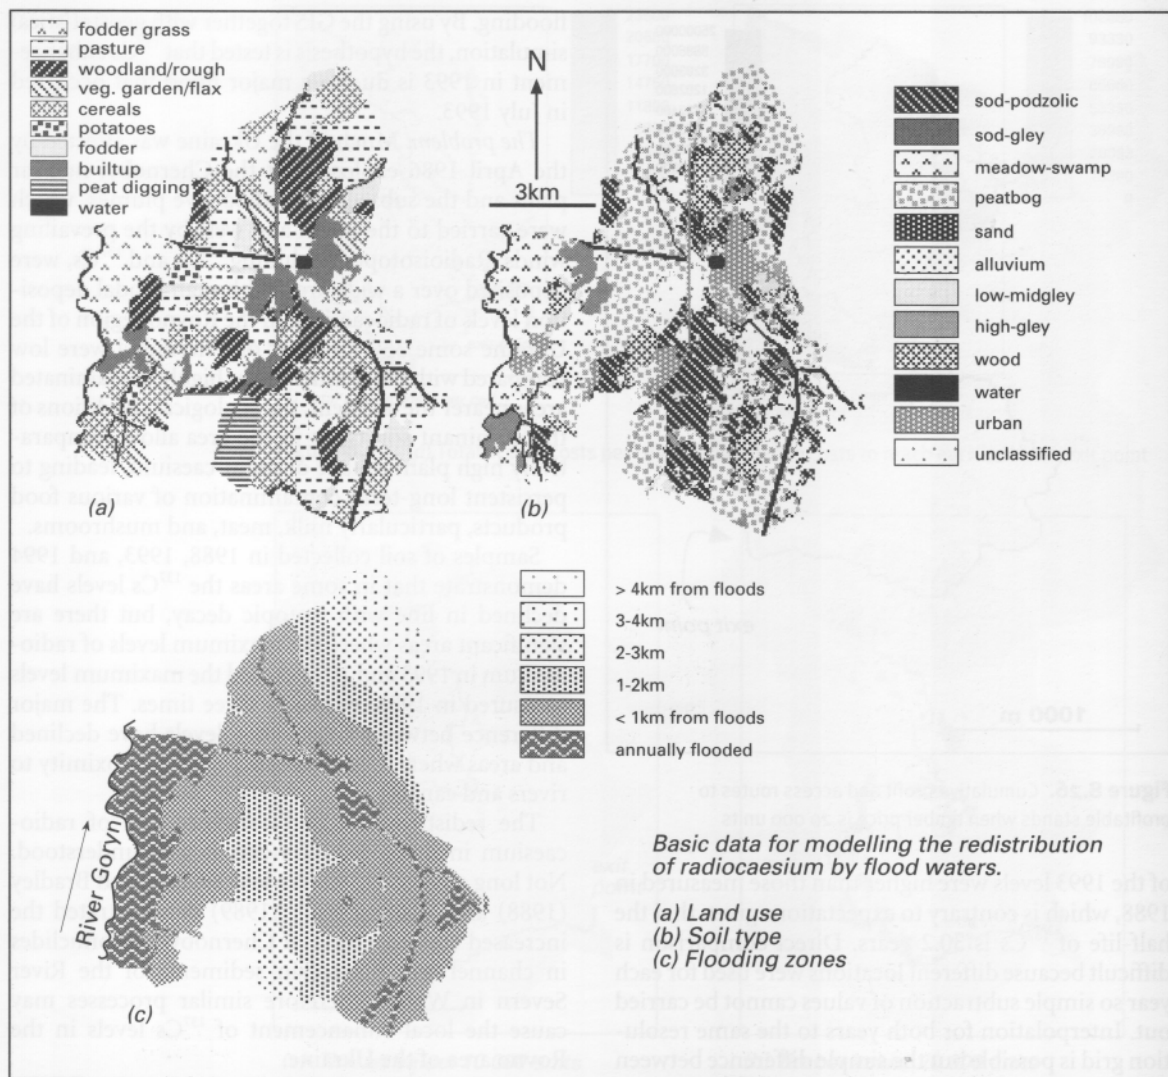 fodder grass
pasture
woodland/rough
veg. garden/flax
cereals
potatoes
fodder
builtup
peat digging
water
N
3km
(a)
(b)
sod-podzolic
sod-gley
meadow-swamp
peatbog
sand
alluvium
low-midgley
high-gley
wood
water
urban
unclassified
> 4km from floods
3-4km
2-3km
1-2km
< 1km from floods
annually flooded
River Goryn
(c)
Basic data for modelling the redistribution
of radiocaesium by flood waters.
(a) Land use
(b) Soil type
(c) Flooding zones